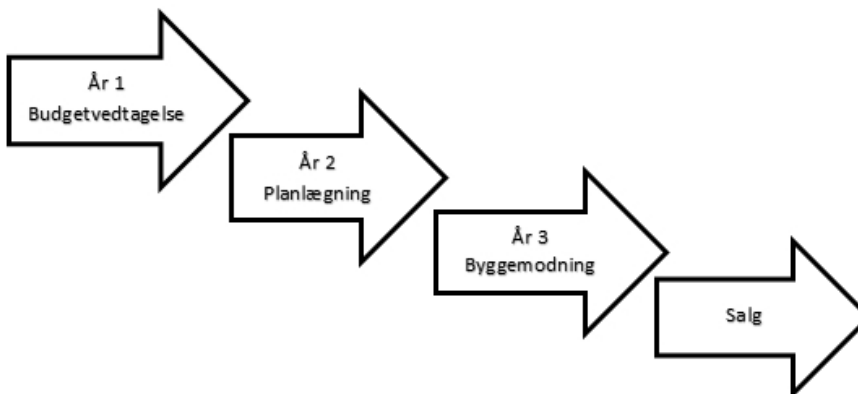 År 1
Budgetvedtagelse
År 2
Planlægning
År 3
Byggemodning
Salg